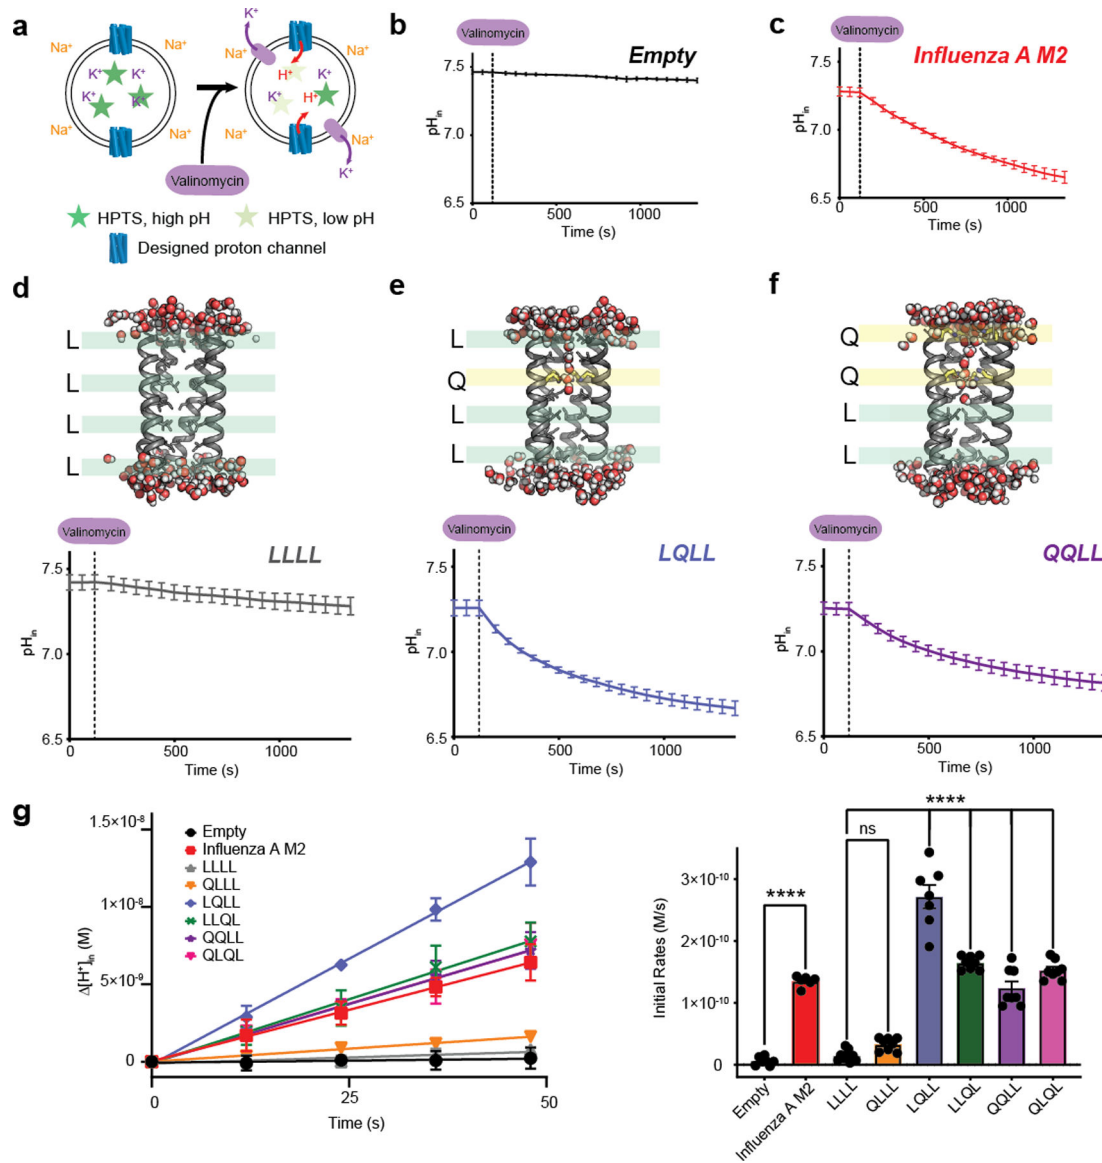 a
K⁺
Na⁺
Na⁺
K⁺ K⁺
K⁺
Na⁺
Na⁺
K⁺
Na⁺
H⁺ K⁺
K⁺ H⁺
Na⁺
K⁺
Valinomycin
HPTS, high pH
HPTS, low pH
Designed proton channel
b
Valinomycin
Empty
7.5
7.0
6.5
pHin
0 500 1000
Time (s)
c
Valinomycin
Influenza A M2
7.5
7.0
6.5
pHin
0 500 1000
Time (s)
d
L
L
L
L
Valinomycin
LLLL
7.5
7.0
6.5
pHin
0 500 1000
Time (s)
e
L
Q
L
L
Valinomycin
LQLL
7.5
7.0
6.5
pHin
0 500 1000
Time (s)
f
Q
Q
L
L
Valinomycin
QQLL
7.5
7.0
6.5
pHin
0 500 1000
Time (s)
g
1.5×10⁻⁸
1×10⁻⁸
5×10⁻⁹
0
Δ[H⁺]in (M)
Empty
Influenza A M2
LLLL
QLLL
LQLL
LLQL
QQLL
QLQL
0 25 50
Time (s)
****
ns
****
3×10⁻¹⁰
2×10⁻¹⁰
1×10⁻¹⁰
0
Initial Rates (M/s)
Empty
Influenza A M2
LLLL
QLLL
LQLL
LLQL
QQLL
QLQL